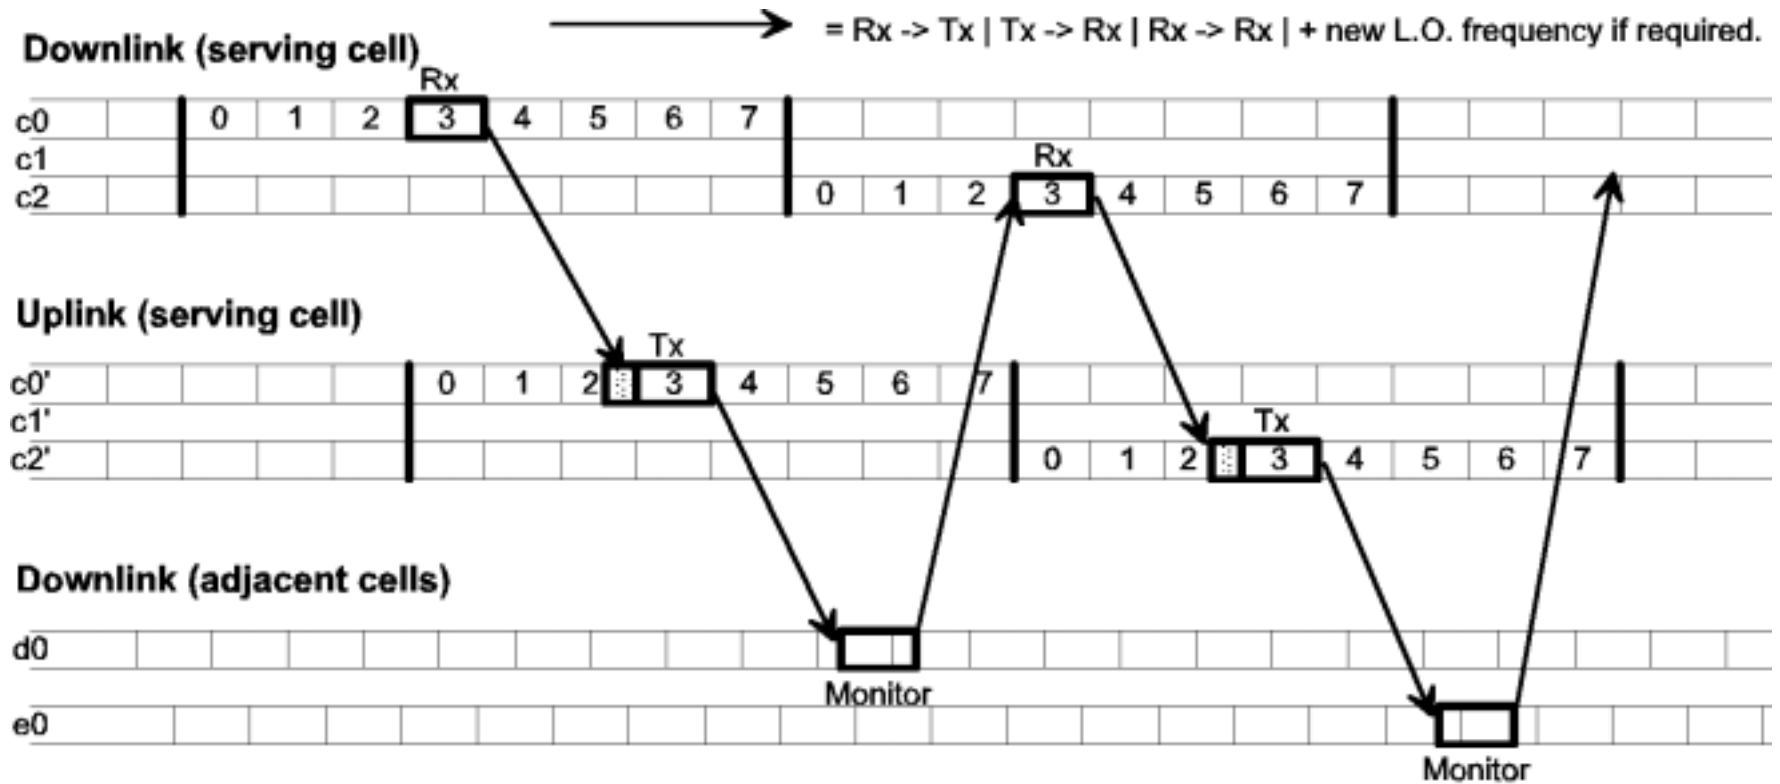 = Rx -> Tx | Tx -> Rx | Rx -> Rx | + new L.O. frequency if required.
Downlink (serving cell)
Rx
c0 0 1 2 3 4 5 6 7
c1
Rx
c2 0 1 2 3 4 5 6 7
Uplink (serving cell)
Tx
c0' 0 1 2 3 4 5 6 7
c1'
Tx
c2' 0 1 2 3 4 5 6 7
Downlink (adjacent cells)
d0
Monitor
e0
Monitor